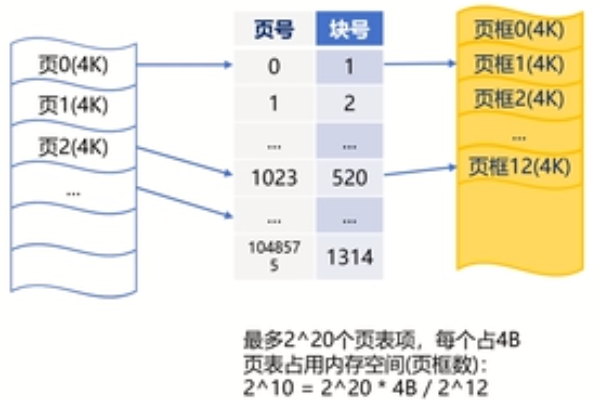 页0(4K)
页1(4K)
页2(4K)
...
页号 块号
0 1
1 2
... ...
1023 520
... ...
104857
5 1314
页框0(4K)
页框1(4K)
页框2(4K)
...
页框12(4K)
最多2^20个页表项，每个占4B
页表占用内存空间(页框数)：
2^10 = 2^20 * 4B / 2^12